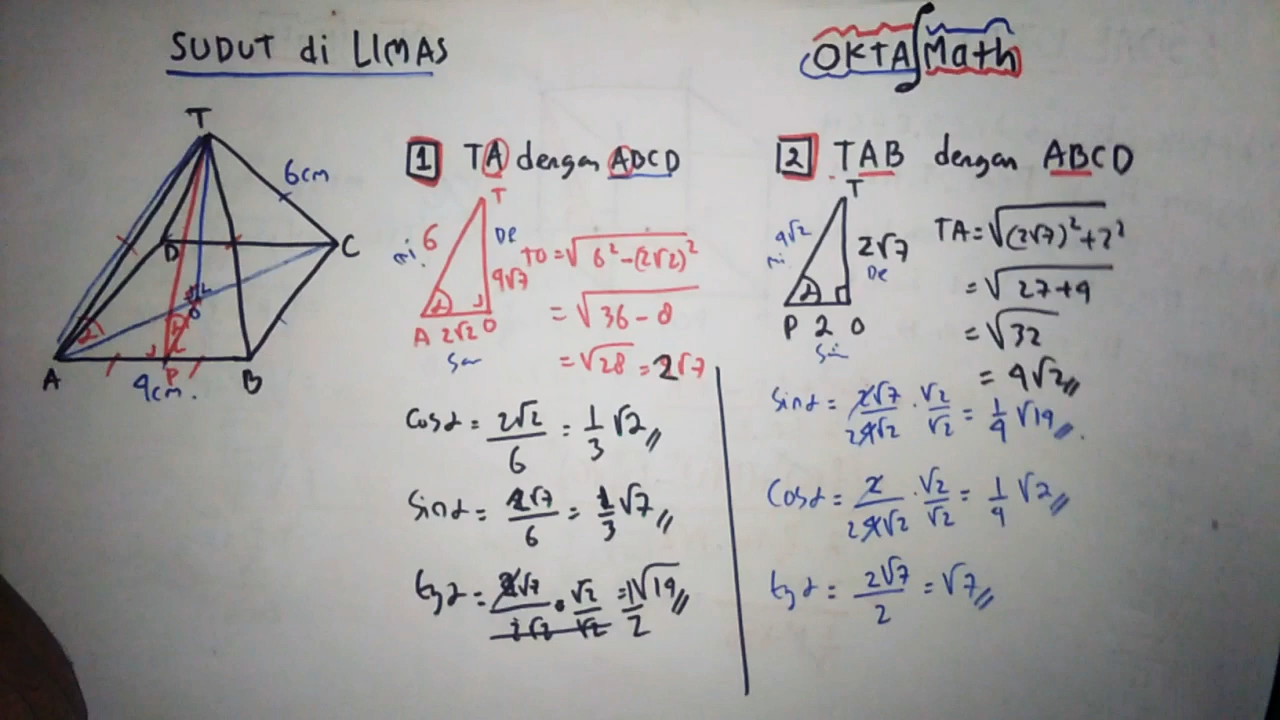 SUDUT di LIMAS
OKTA Math
T
6cm
D
C
O
A
P
B
4cm.
1 TA dengan ABCD
T
6
De
mi.
4√7
A 2√2 O
Sa
TO = √6² - (2√2)²
= √36 - 8
= √28 = 2√7
Cos α = 2√2/6 = 1/3 √2 //
Sin α = 2√7/6 = 1/3 √7 //
tg α = 2√7/2√2 . √2/√2 = 1/2 √14 //
2 TAB dengan ABCD
T
4√2
mi.
α
2√7
De
P 2 O
TA = √(2√7)² + 2²
= √27 + 4
= √32
= 4√2 //
Sin α = 2√7/4√2 . √2/√2 = 1/4 √14 //.
Cos α = 2/4√2 . √2/√2 = 1/4 √2 //
tg α = 2√7/2 = √7 //